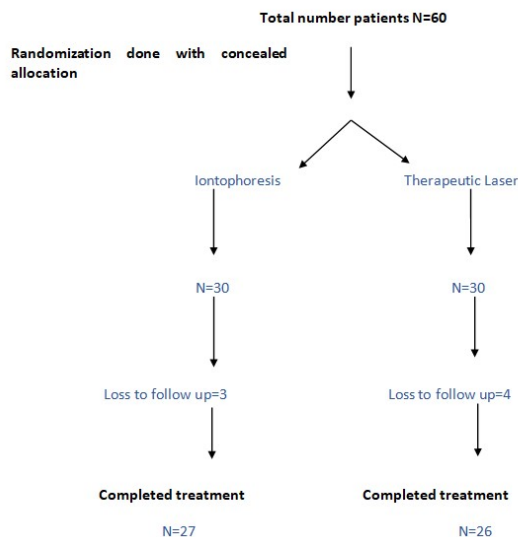 Total number patients N=60
Randomization done with concealed
allocation
Iontophoresis
Therapeutic Laser
N=30
N=30
Loss to follow up=3
Loss to follow up=4
Completed treatment
Completed treatment
N=27
N=26